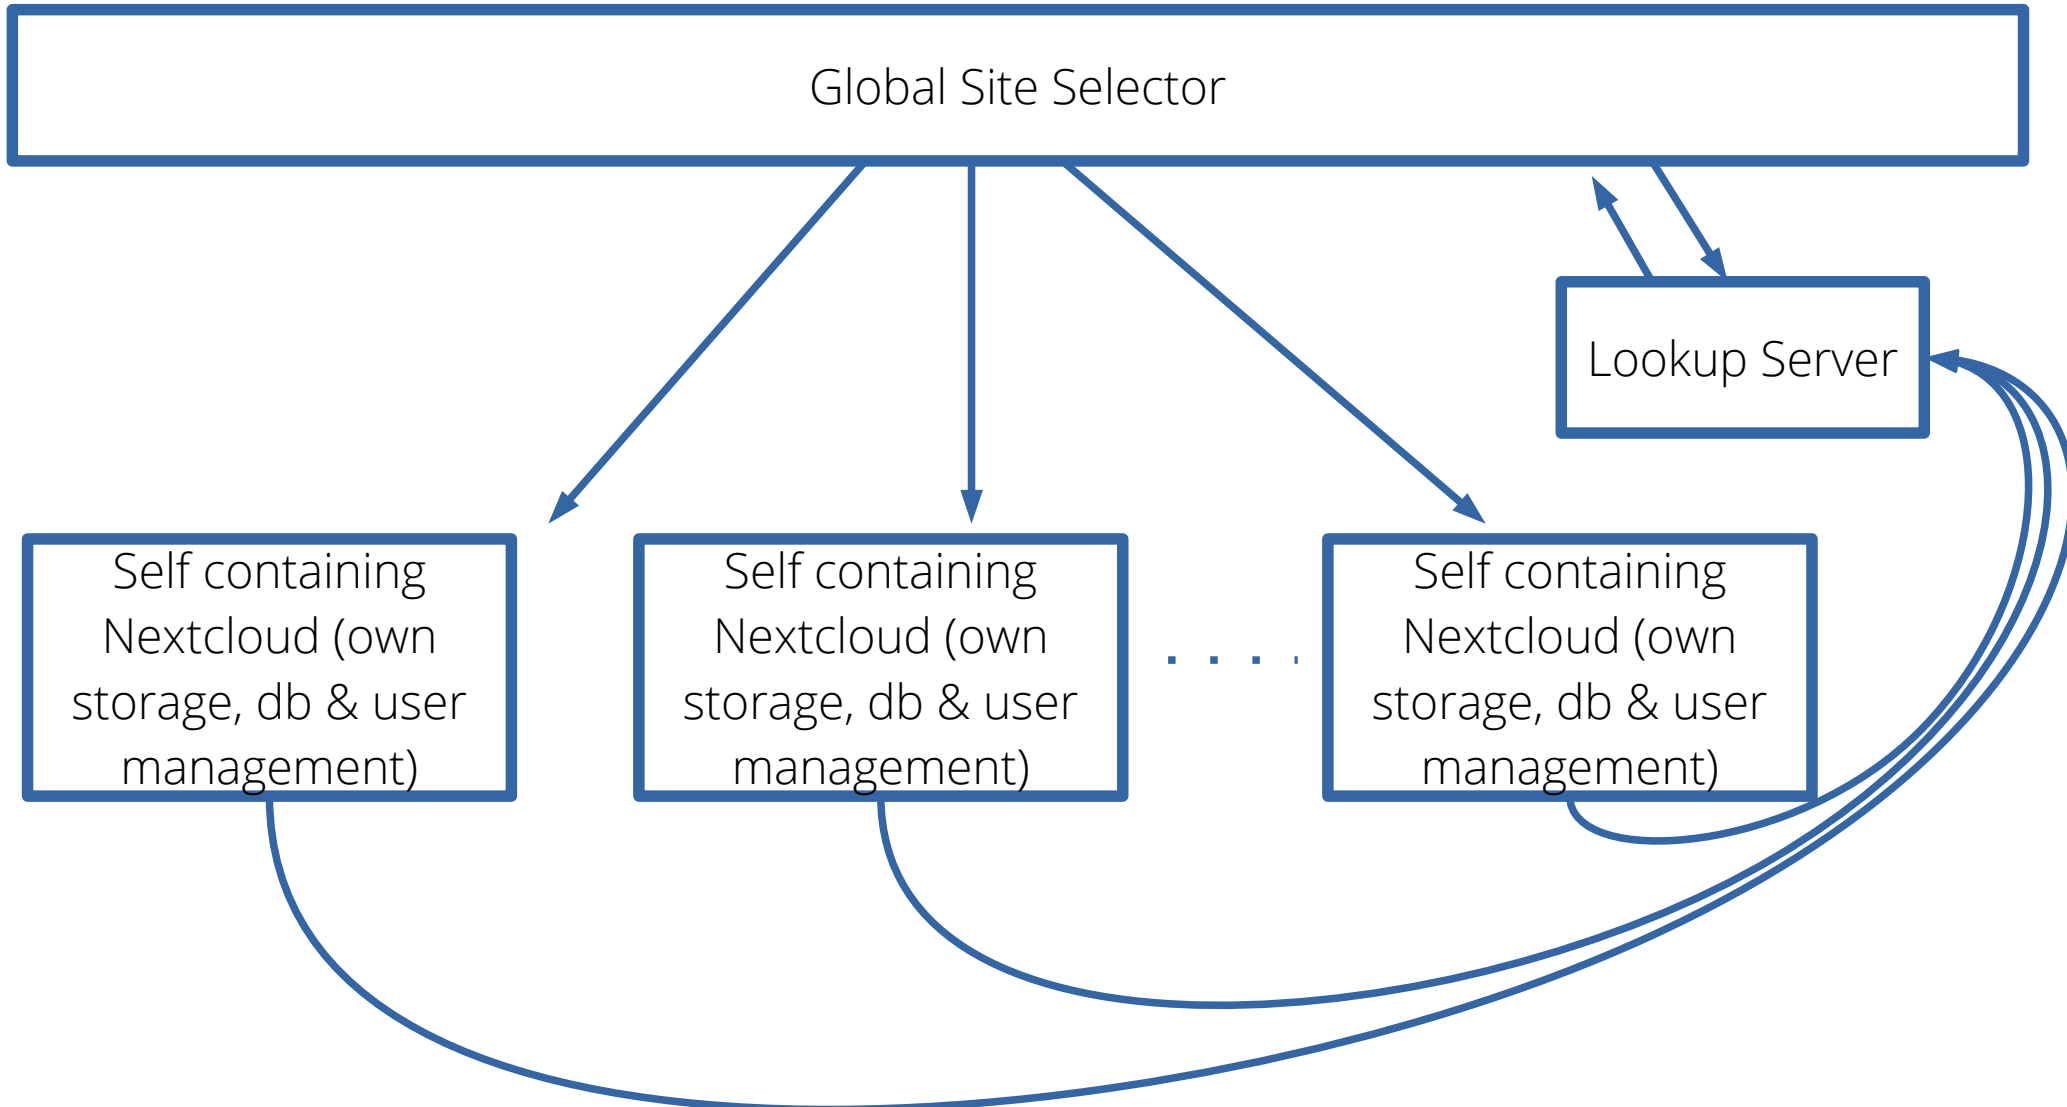 Global Site Selector
Lookup Server
Self containing
Nextcloud (own
storage, db & user
management)
Self containing
Nextcloud (own
storage, db & user
management)
Self containing
Nextcloud (own
storage, db & user
management)